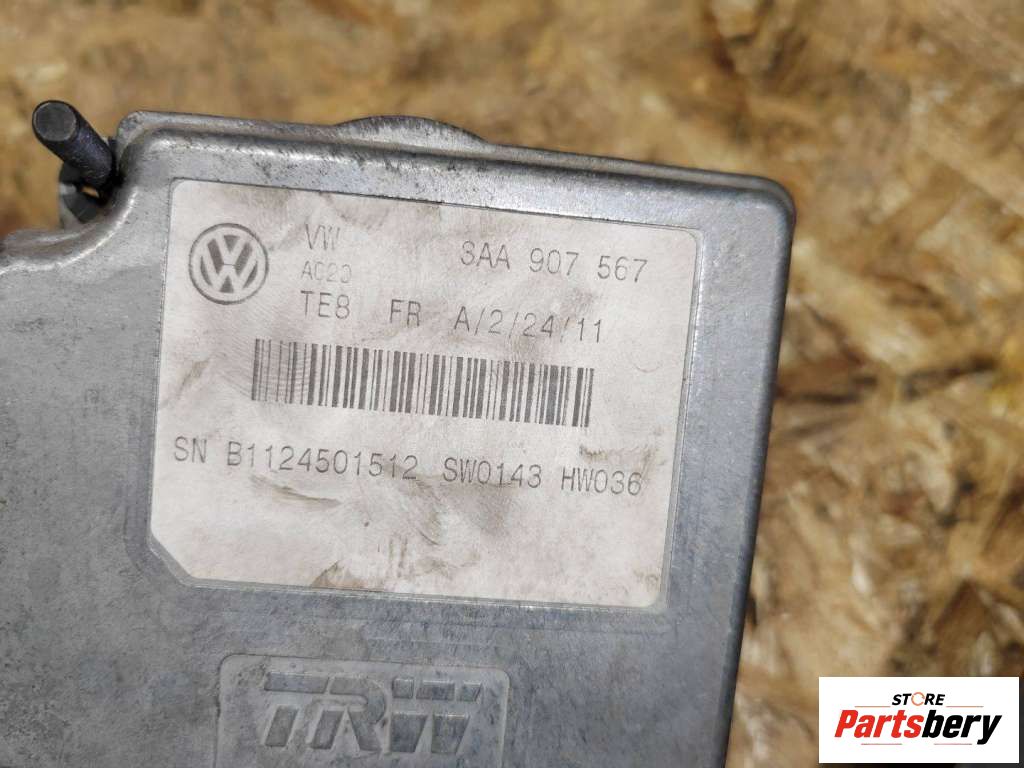 VW 3AA 907 567
AC20
TE8 FR A/2/24/11
SN B1124501512 SW0143 HW036
TRW
STORE
Partsbery